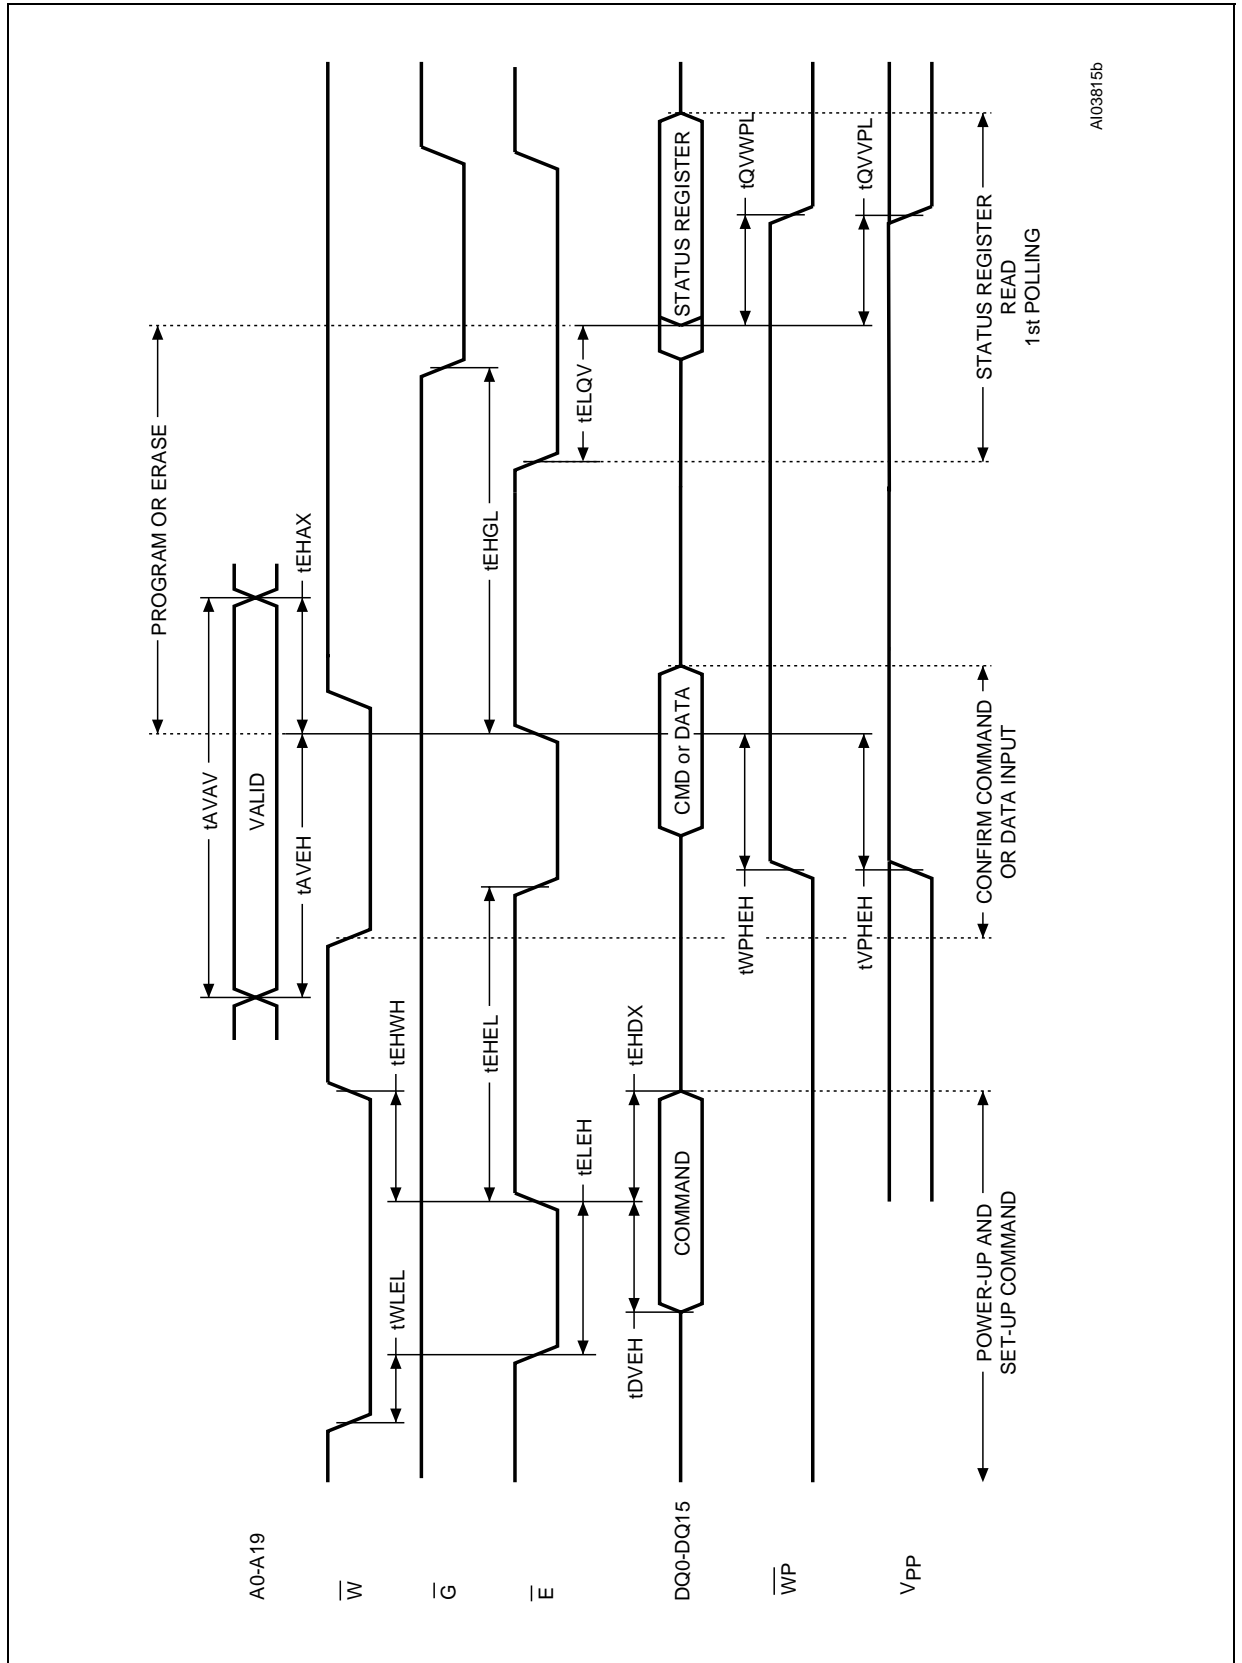 PROGRAM OR ERASE
tAVAV
A0-A19
VALID
tAVEH
tEHAX
W
tWLEL
tEHWH
G
tEHEL
tEHGL
E
tELEH
tELQV
tDVEH
tEHDX
DQ0-DQ15
COMMAND
CMD or DATA
STATUS REGISTER
tWPHEH
tQVWPL
WP
tVPHEH
tQVVPL
VPP
POWER-UP AND
SET-UP COMMAND
CONFIRM COMMAND
OR DATA INPUT
STATUS REGISTER
READ
1st POLLING
AI03815b